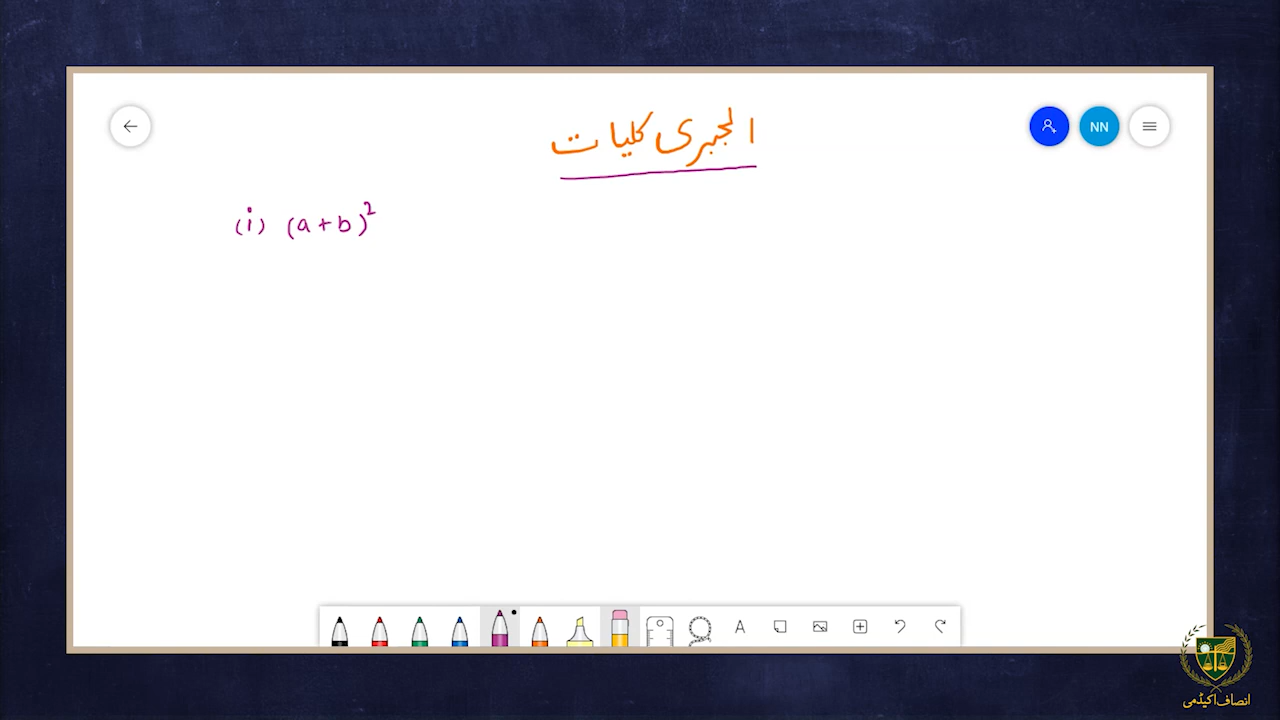 الجبری کلیات
NN
(i) (a+b)²
A
انصاف اکیڈمی